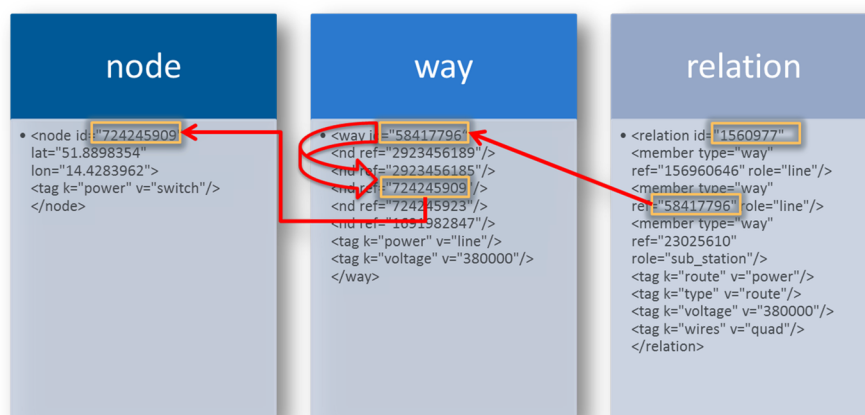 node
• <node id="724245909"
lat="51.8898354"
lon="14.4283962">
<tag k="power" v="switch"/>
</node>
way
• <way id="58417796"
<nd ref="2923456189"/>
<nd ref="2923456185"/>
<nd ref="724245909"/>
<nd ref="724245923"/>
<nd ref="1691982847"/>
<tag k="power" v="line"/>
<tag k="voltage" v="380000"/>
</way>
relation
• <relation id="1560977"
<member type="way"
ref="156960646" role="line"/>
<member type="way"
ref="58417796" role="line"/>
<member type="way"
ref="23025610"
role="sub_station"/>
<tag k="route" v="power"/>
<tag k="type" v="route"/>
<tag k="voltage" v="380000"/>
<tag k="wires" v="quad"/>
</relation>